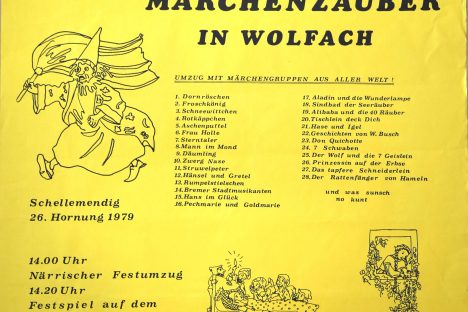 MÄRCHENZAUBER
IN WOLFACH
UMZUG MIT MÄRCHENGRUPPEN AUS ALLER WELT !
1. Dornröschen
2. Froschkönig
3. Schneewittchen
4. Rotkäppchen
5. Aschenputtel
6. Frau Holle
7. Sterntaler
8. Mann im Mond
9. Däumling
10. Zwerg Nase
11. Struwelpeter
12. Hänsel und Gretel
13. Rumpelstielschen
14. Bremer Stadtmusikanten
15. Hans im Glück
16. Pechmarie und Goldmarie
17. Aladin und die Wunderlampe
18. Sindbad der Seeräuber
19. Alibaba und die 40 Räuber
20. Tischlein deck Dich
21. Hase und Igel
22. Geschichten von W. Busch
23. Don Quichotte
24. 7 Schwaben
25. Der Wolf und die 7 Geislein
26. Prinzessin auf der Erbse
27. Das tapfere Schneiderlein
28. Der Rattenfänger von Hameln
und was sunsch
no kunt
Schellemendig
26. Hornung 1979
14.00 Uhr
Närrischer Festumzug
14.20 Uhr
Festspiel auf dem